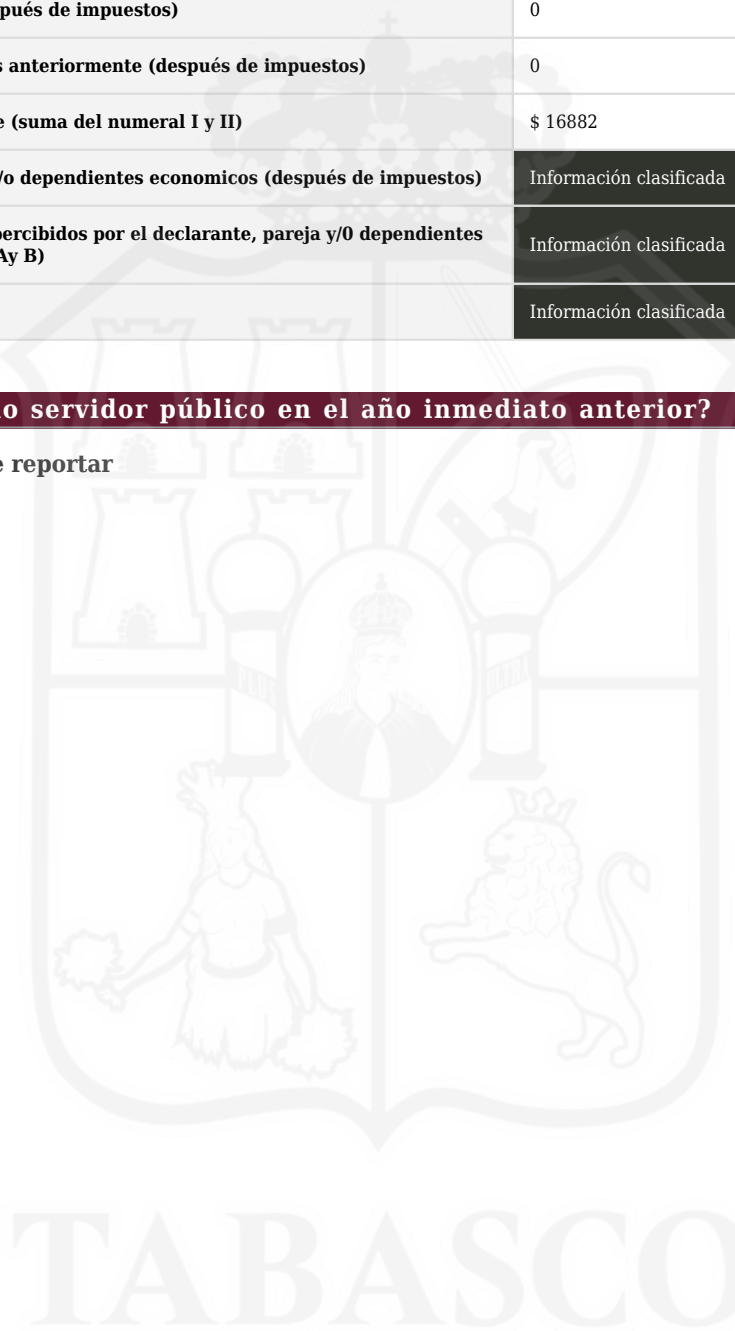 pués de impuestos) 0
s anteriormente (después de impuestos) 0
e (suma del numeral I y II) $ 16882
/o dependientes economicos (después de impuestos) Información clasificada
percibidos por el declarante, pareja y/0 dependientes
Ay B) Información clasificada
Información clasificada
o servidor público en el año inmediato anterior?
e reportar
PLUS ULTRA
TABASCO